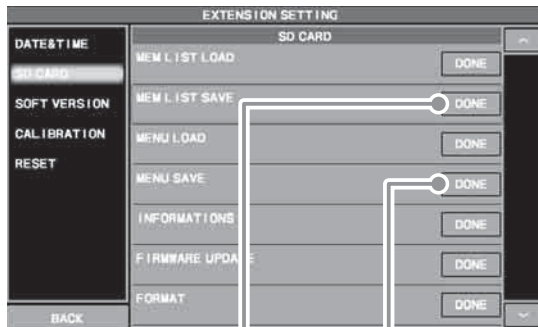 EXTENSION SETTING
DATE&TIME
SD CARD
SOFT VERSION
CALIBRATION
RESET
BACK
SD CARD
MEM LIST LOAD DONE
MEM LIST SAVE DONE
MENU LOAD DONE
MENU SAVE DONE
INFORMATIONS DONE
FIRMWARE UPDATE DONE
FORMAT DONE